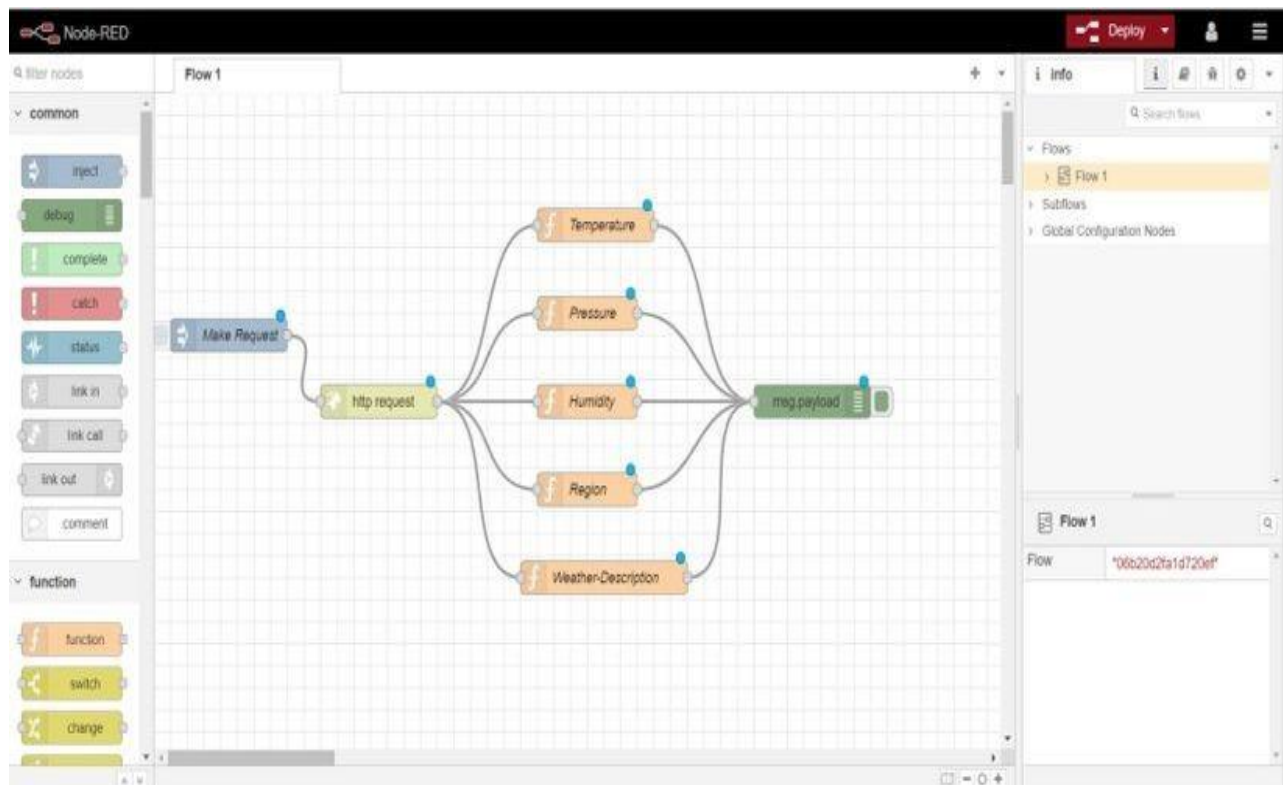 Node-RED
Deploy
filter nodes
Flow 1
info
common
Search flows
Flows
Flow 1
Subflows
Global Configuration Nodes
inject
debug
complete
catch
status
link in
link call
link out
comment
function
function
switch
change
Make Request
http request
Temperature
Pressure
Humidity
Region
Weather-Description
msg.payload
Flow 1
Flow "06b20d2fa1d720ef"